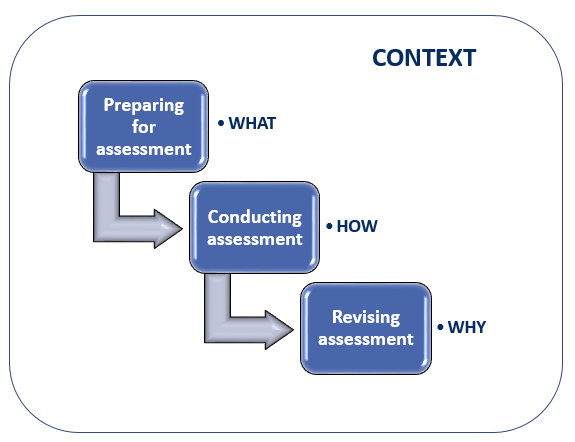 CONTEXT
Preparing
for
assessment
• WHAT
Conducting
assessment
• HOW
Revising
assessment
• WHY